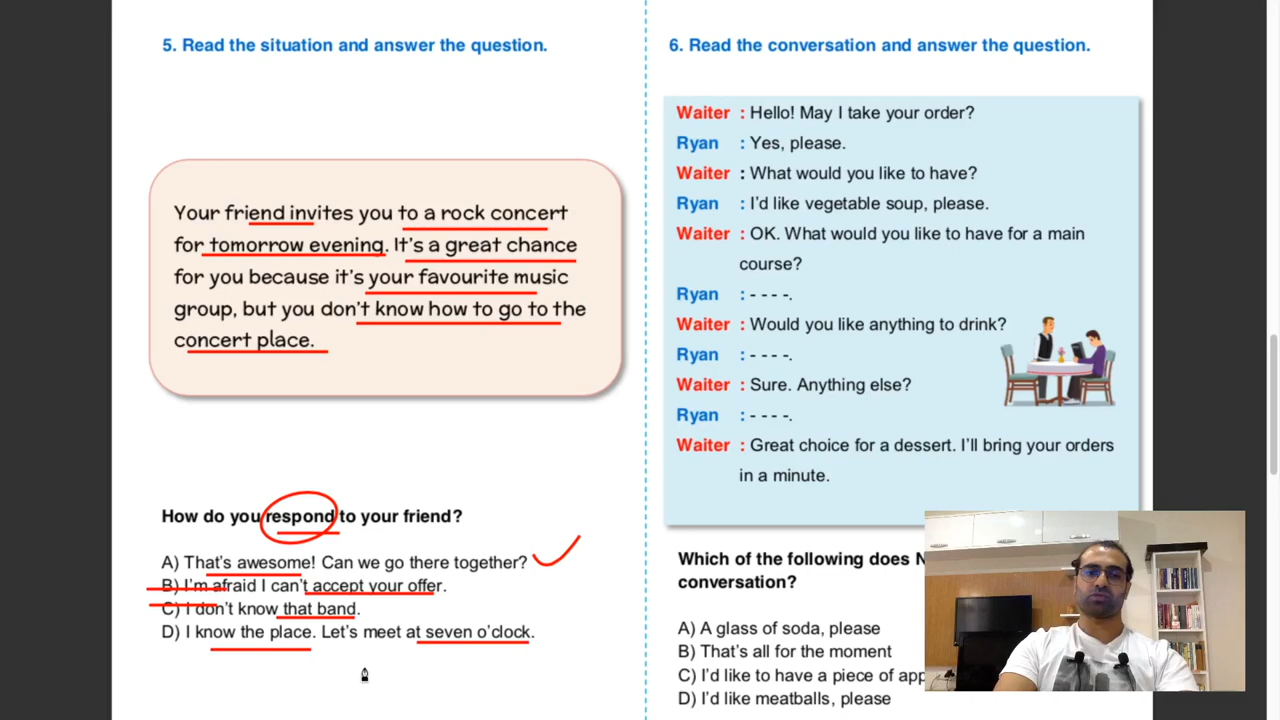 5. Read the situation and answer the question.
Your friend invites you to a rock concert
for tomorrow evening. It's a great chance
for you because it's your favourite music
group, but you don't know how to go to the
concert place.
How do you respond to your friend?
A) That's awesome! Can we go there together?
B) I'm afraid I can't accept your offer.
C) I don't know that band.
D) I know the place. Let's meet at seven o'clock.
6. Read the conversation and answer the question.
Waiter : Hello! May I take your order?
Ryan : Yes, please.
Waiter : What would you like to have?
Ryan : I'd like vegetable soup, please.
Waiter : OK. What would you like to have for a main
course?
Ryan : - - - -.
Waiter : Would you like anything to drink?
Ryan : - - - -.
Waiter : Sure. Anything else?
Ryan : - - - -.
Waiter : Great choice for a dessert. I'll bring your orders
in a minute.
Which of the following does
conversation?
A) A glass of soda, please
B) That's all for the moment
C) I'd like to have a piece of
D) I'd like meatballs, please